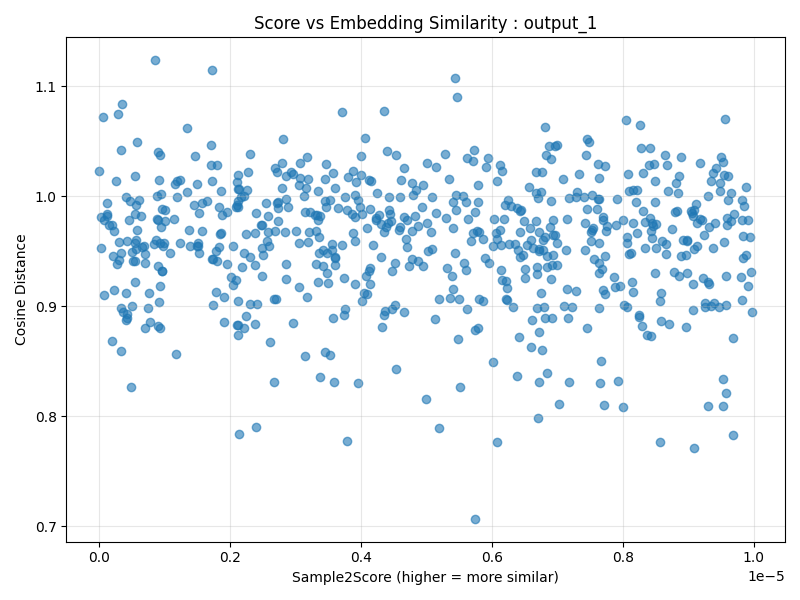 Score vs Embedding Similarity : output_1
Cosine Distance
1.1
1.0
0.9
0.8
0.7
0.0 0.2 0.4 0.6 0.8 1.0
1e−5
Sample2Score (higher = more similar)